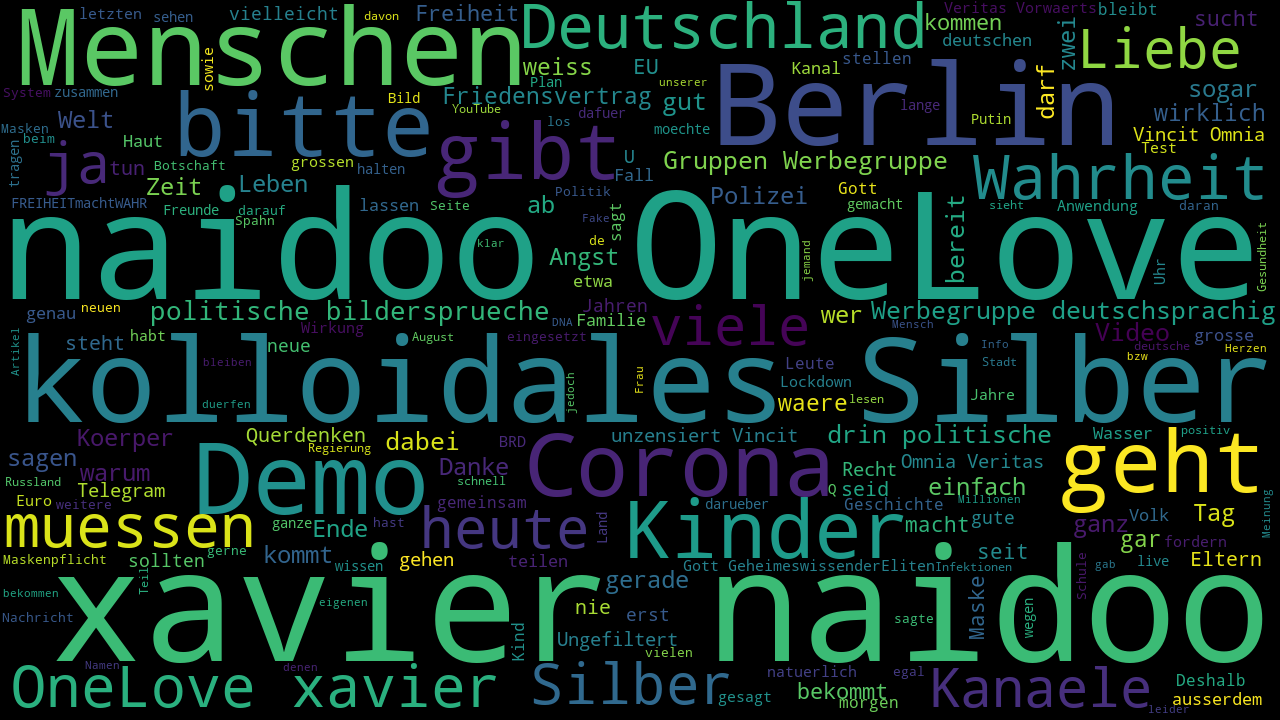 letzten
sehen
vielleicht
davon
Freiheit
Menschen
Deutschland
Veritas Vorwaerts
bleibt
kommen
deutschen
zwei
sucht
Liebe
sowie
weiss
EU
Kanal
stellen
Berlin
System
zusammen
Plan
unserer
darf
sogar
bitte
Bild
Friedensvertrag
gut
lange
wirklich
YouTube
dafuer
Putin
Masken
Welt
gibt
los
moechte
Vincit Omnia
beim
Haut
Test
ja
tun
Botschaft
grossen
halten
U
Fall
Gruppen Werbegruppe
Wahrheit
tragen
Zeit
Leben
Politik
Polizei
Gott
FREIHEITmachtWAHR
Freunde
darauf
lassen
Seite
ab
gemacht
bereit
sieht
Anwendung
daran
Spahn
Fake
sagt
naidoo
OneLove
klar
de
Angst
jemand
Uhr
Gesundheit
etwa
genau
neuen
politische bildersprueche
Jahren
viele
wer
Werbegruppe deutschsprachig
Wirkung
DNA
Familie
Mensch
Artikel
steht
habt
neue
August
eingesetzt
Video
grosse
kolloidales
Silber
Info
deutsche
Herzen
bleiben
Leute
Stadt
bzw
duerfen
jedoch
Frau
Lockdown
waere
lesen
Jahre
Koerper
Querdenken
dabei
BRD
unzensiert Vincit
drin politische
Wasser
positiv
sagen
warum
Regierung
Demo
Danke
Corona
Recht
Omnia Veritas
geht
Russland
Telegram
schnell
Q
seid
einfach
Euro
weitere
gemeinsam
darueber
Geschichte
Millionen
muessen
ganze
Ende
hast
heute
Land
Kinder
macht
gute
Volk
ganz
Tag
Meinung
Maskenpflicht
sollten
gerne
kommt
gehen
teilen
seit
gar
fordern
live
Eltern
wissen
Gott GeheimeswissenderEliten
Infektionen
gab
Teil
gerade
Schule
bekommen
eigenen
xavier naidoo
nie
erst
Maske
wegen
Nachricht
sagte
Kind
Ungefiltert
vielen
Namen
denen
natuerlich
egal
Deshalb
OneLove xavier
Silber
gesagt
bekommt
morgen
Kanaele
ausserdem
leider